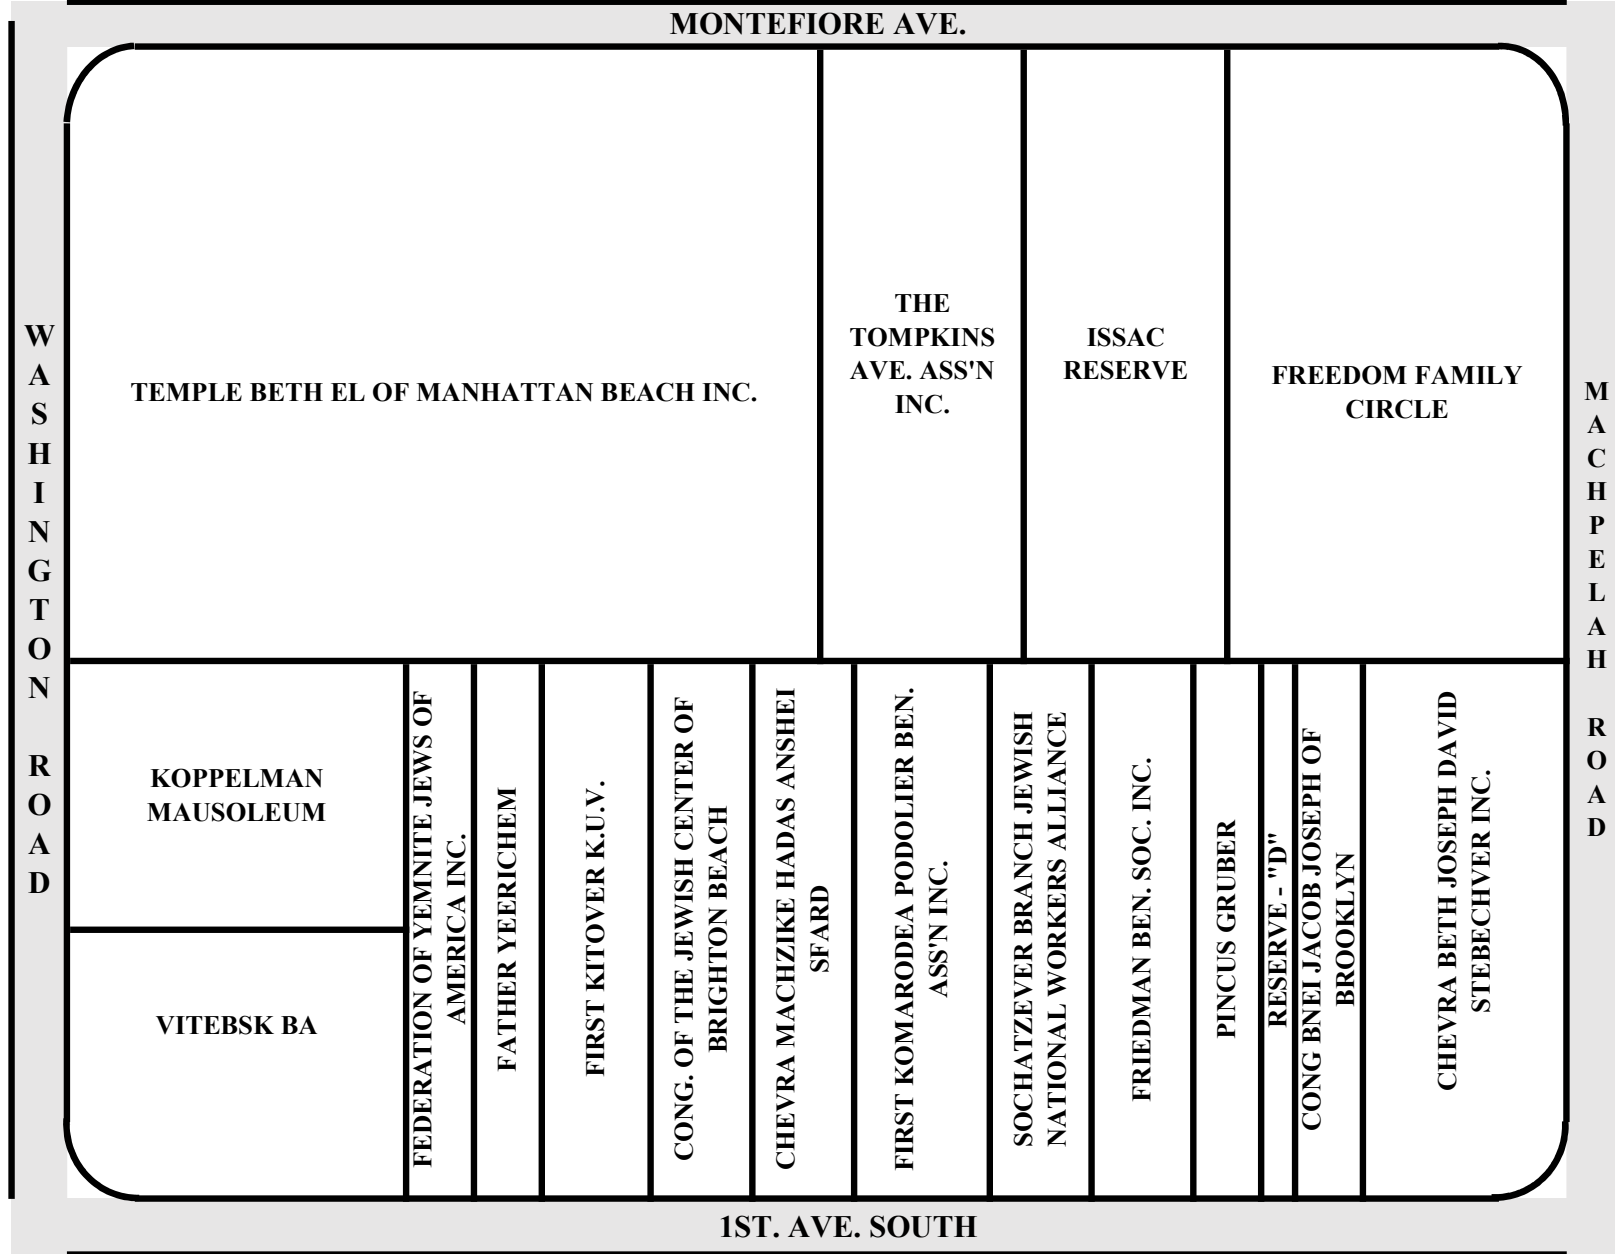 MONTEFIORE AVE.
WASHINGTON ROAD
TEMPLE BETH EL OF MANHATTAN BEACH INC.
THE
TOMPKINS
AVE. ASS'N
INC.
ISSAC
RESERVE
FREEDOM FAMILY
CIRCLE
MACHPELAH ROAD
KOPPELMAN
MAUSOLEUM
VITEBSK BA
FEDERATION OF YEMNITE JEWS OF
AMERICA INC.
FATHER YEERICHEM
FIRST KITOVER K.U.V.
CONG. OF THE JEWISH CENTER OF
BRIGHTON BEACH
CHEVRA MACHZIKE HADAS ANSHEI
SFARD
FIRST KOMARODEA PODOLIER BEN.
ASS'N INC.
SOCHATZEVER BRANCH JEWISH
NATIONAL WORKERS ALLIANCE
FRIEDMAN BEN. SOC. INC.
PINCUS GRUBER
RESERVE - "D"
CONG BNEI JACOB JOSEPH OF
BROOKLYN
CHEVRA BETH JOSEPH DAVID
STEBECHVER INC.
1ST. AVE. SOUTH